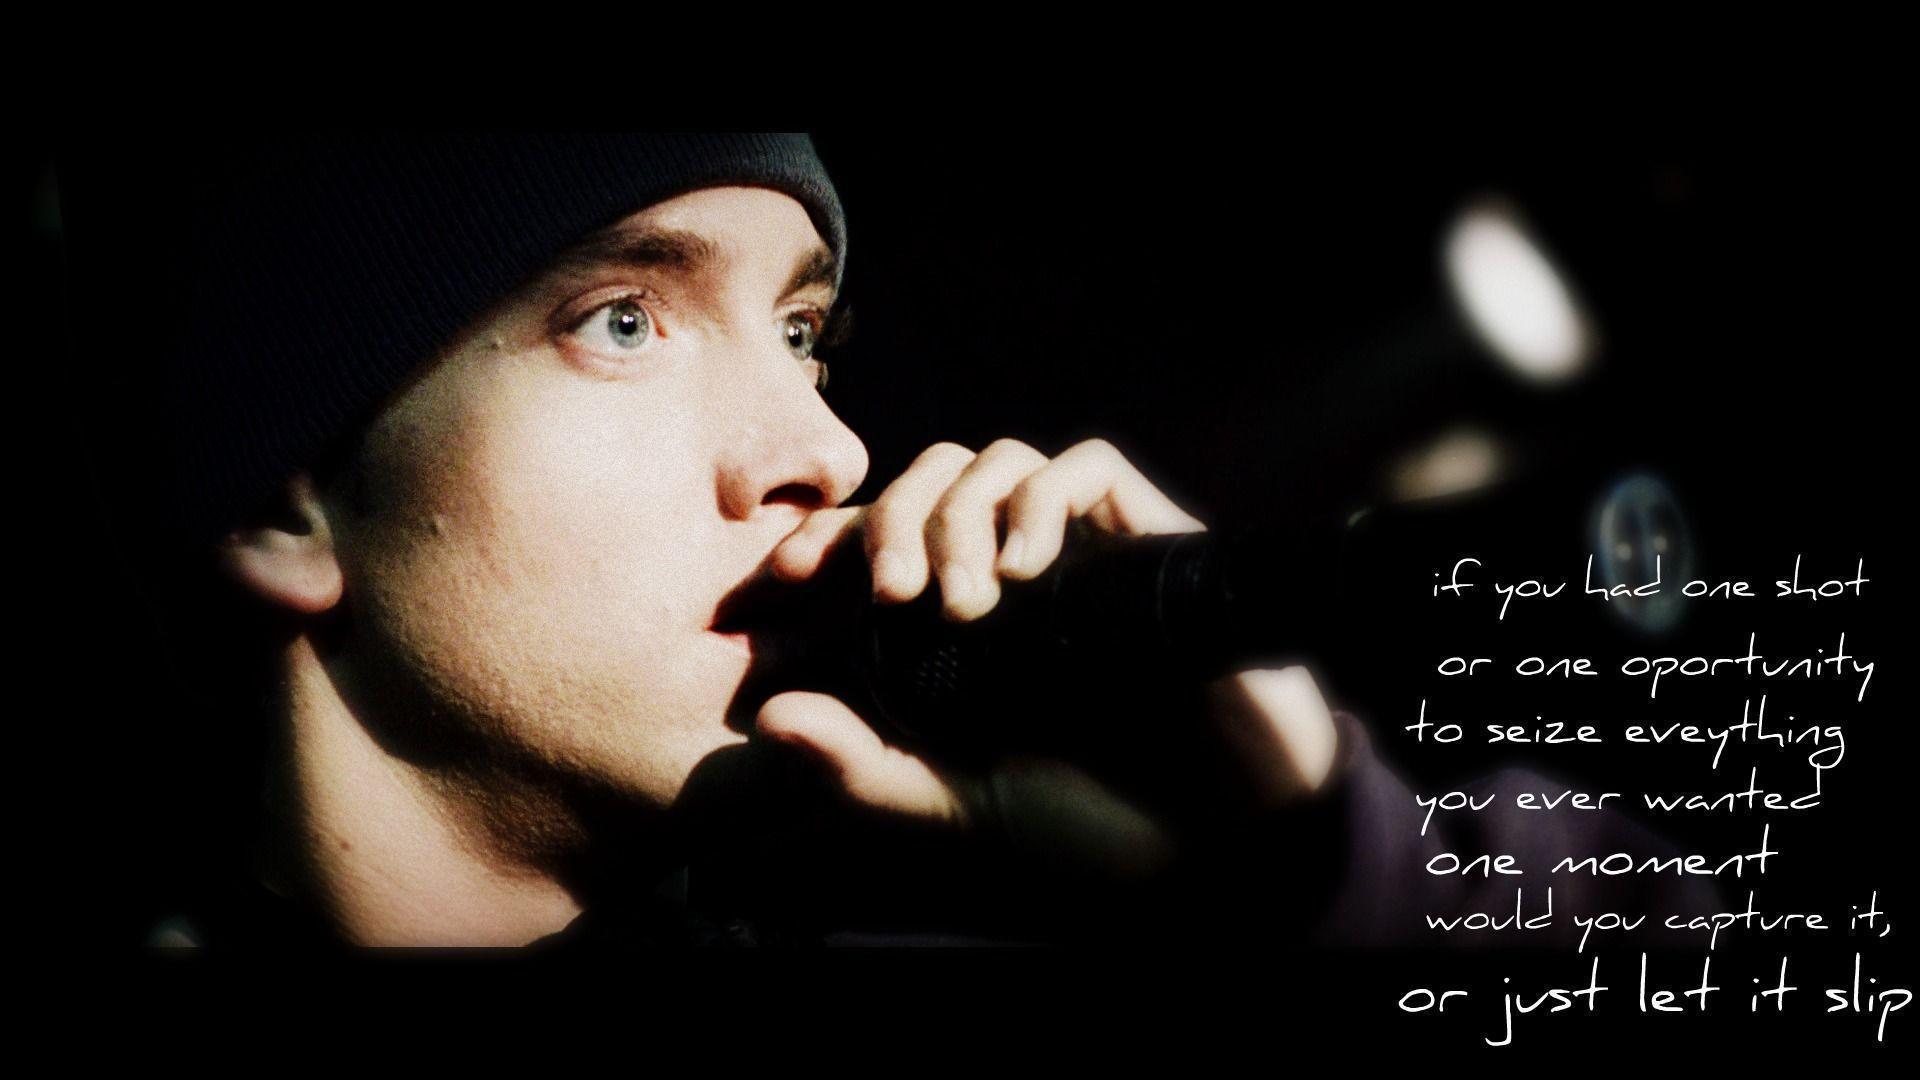 if you had one shot
or one oportunity
to seize eveything
you ever wanted
one moment
would you capture it,
or just let it slip